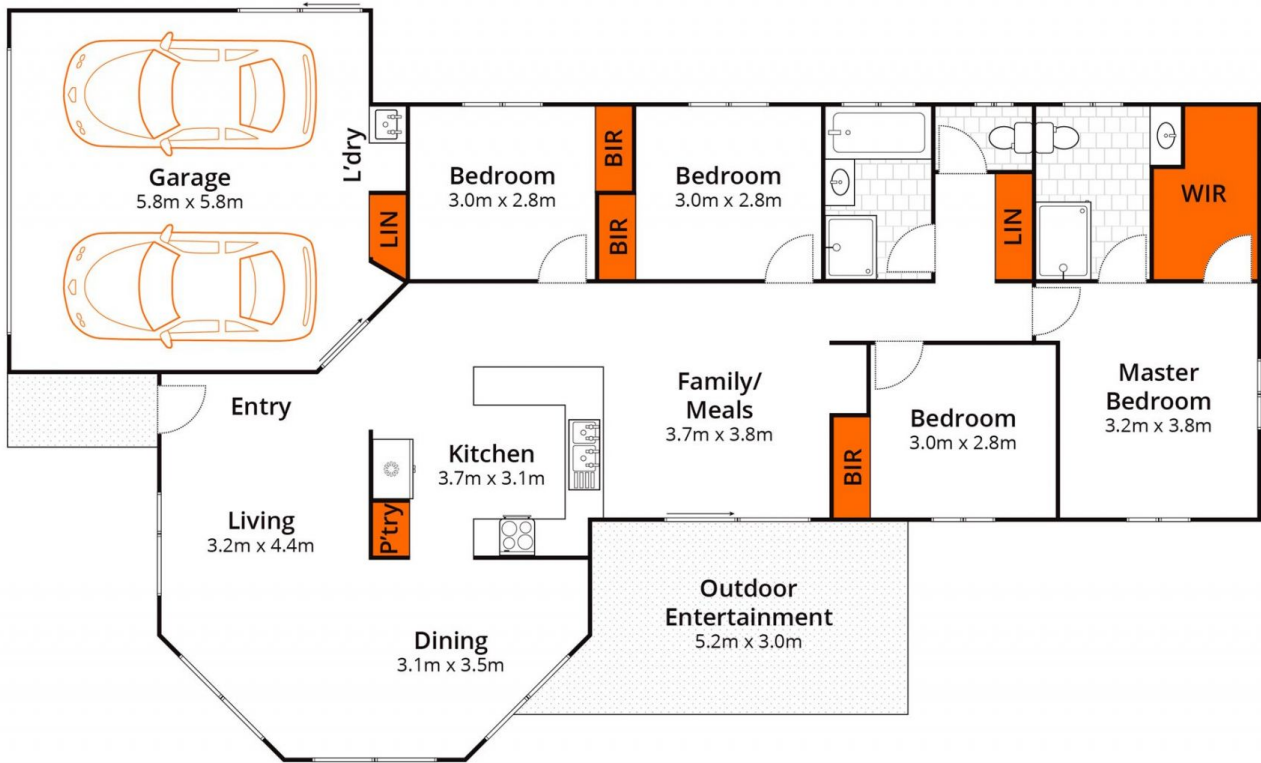 Garage
5.8m x 5.8m
L'dry
LIN
Bedroom
3.0m x 2.8m
BIR
BIR
Bedroom
3.0m x 2.8m
LIN
WIR
Entry
Family/
Meals
3.7m x 3.8m
Master
Bedroom
3.2m x 3.8m
Bedroom
3.0m x 2.8m
BIR
Kitchen
3.7m x 3.1m
P'try
Living
3.2m x 4.4m
Dining
3.1m x 3.5m
Outdoor
Entertainment
5.2m x 3.0m